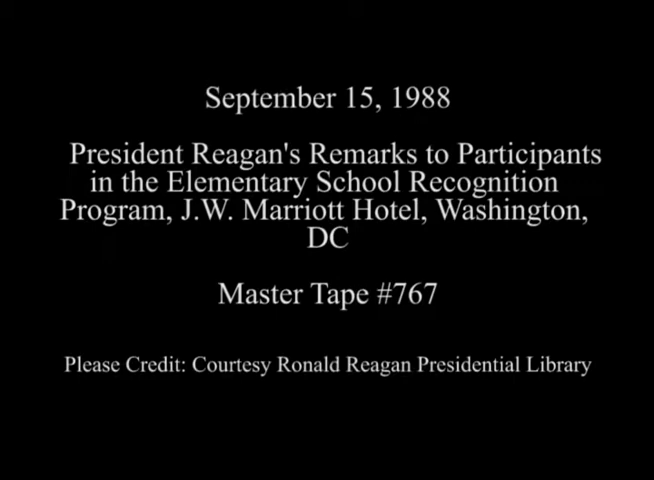 September 15, 1988
President Reagan's Remarks to Participants
in the Elementary School Recognition
Program, J.W. Marriott Hotel, Washington,
DC
Master Tape #767
Please Credit: Courtesy Ronald Reagan Presidential Library